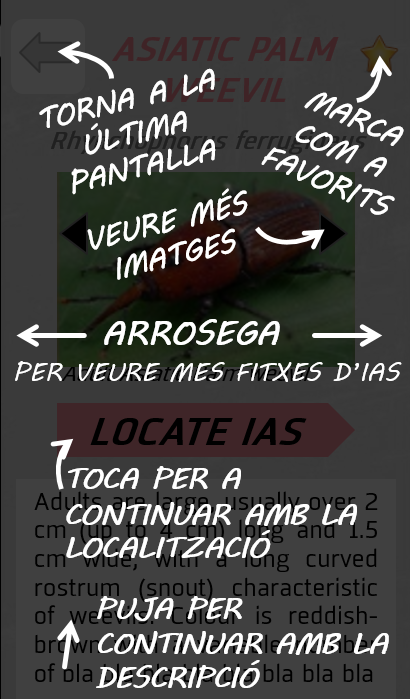 ASIATIC PALM
WEEVIL
Rhynchophorus ferrugineus
TORNA A LA
ÚLTIMA
PANTALLA
MARCA
COM A
FAVORITS
VEURE MÉS
IMATGES
ARROSEGA
PER VEURE MES FITXES D'IAS
LOCATE IAS
TOCA PER A
CONTINUAR AMB LA
LOCALITZACIÓ
Adults are large, usually over 2
cm (up to 4 cm) long and 1.5
cm wide, with a long curved
rostrum (snout) characteristic
of weevils. Colour is reddish-
PUJA PER
CONTINUAR AMB LA
DESCRIPCIÓ
of bla bla bla bla bla bla bla bla